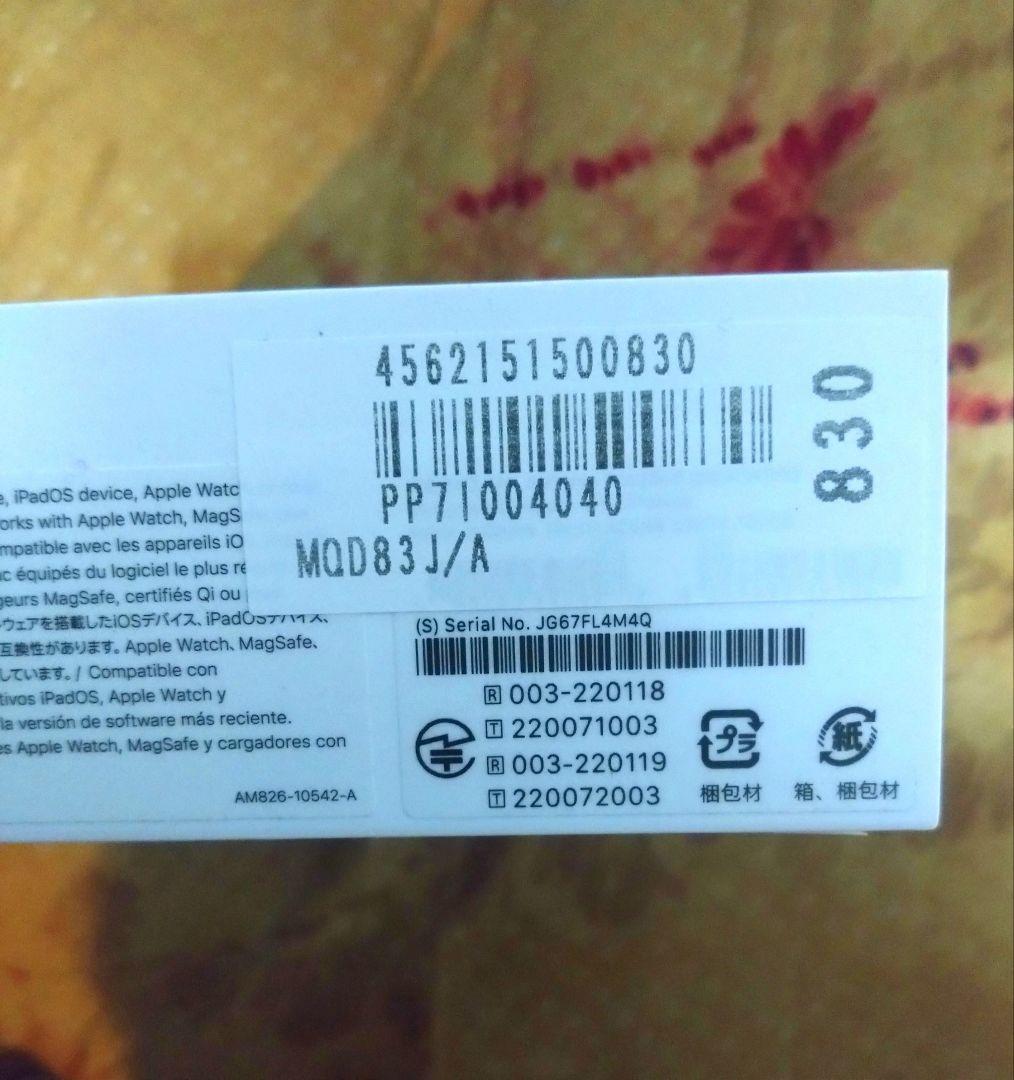 4562151500830
830
PP71004040
MQD83J/A
e, iPadOS device, Apple Watc
orks with Apple Watch, MagS
mpatible avec les appareils iO
c équipés du logiciel le plus ré
geurs MagSafe, certifiés Qi ou
ウェアを搭載したiOSデバイス、iPadOSデバイス、
互換性があります。Apple Watch、MagSafe、
しています。/ Compatible con
tivos iPadOS, Apple Watch y
la versión de software más reciente.
es Apple Watch, MagSafe y cargadores con
AM826-10542-A
(S) Serial No. JG67FL4M4Q
R 003-220118
T 220071003
R 003-220119
T 220072003
プラ
梱包材
紙
箱、梱包材